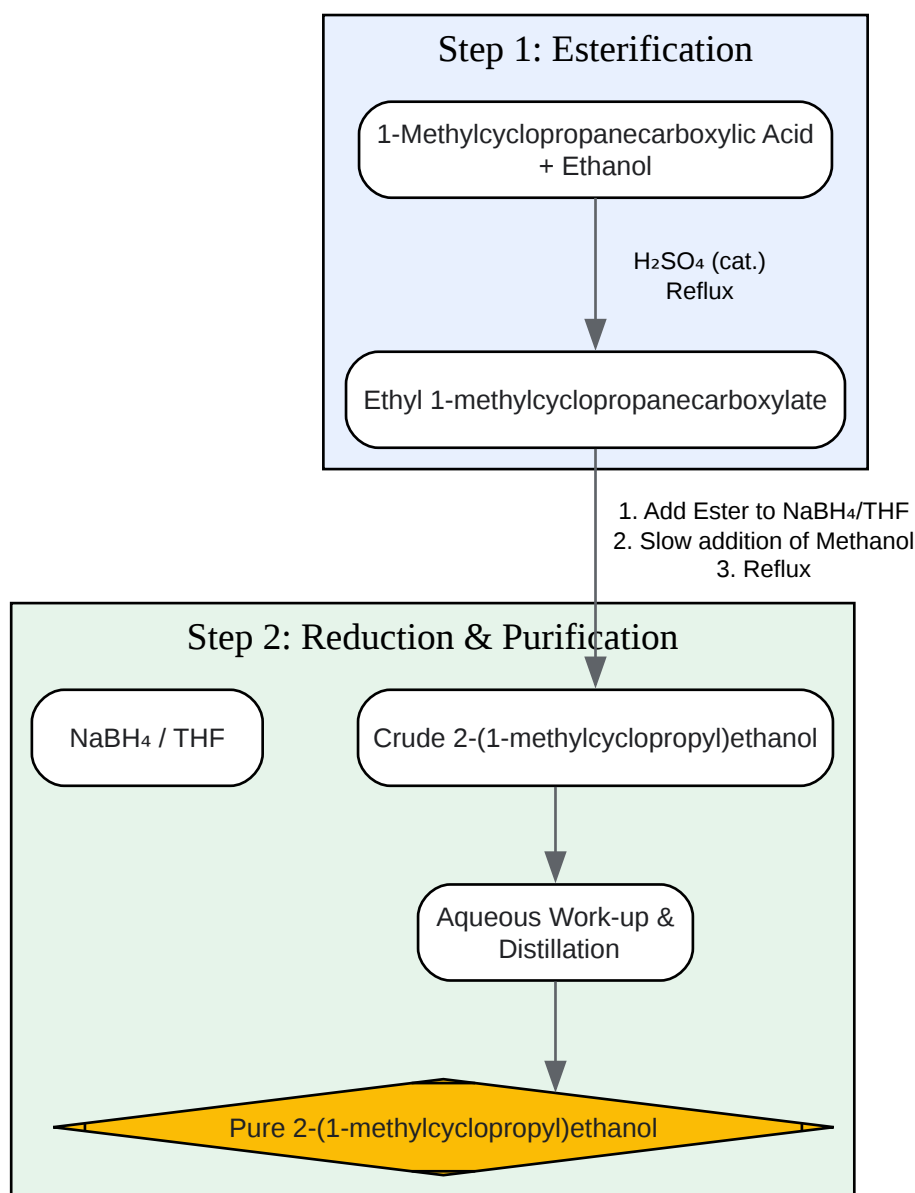 Step 1: Esterification
1-Methylcyclopropanecarboxylic Acid
+ Ethanol
H₂SO₄ (cat.)
Reflux
Ethyl 1-methylcyclopropanecarboxylate
1. Add Ester to NaBH₄/THF
2. Slow addition of Methanol
3. Reflux
Step 2: Reduction & Purification
NaBH₄ / THF
Crude 2-(1-methylcyclopropyl)ethanol
Aqueous Work-up &
Distillation
Pure 2-(1-methylcyclopropyl)ethanol